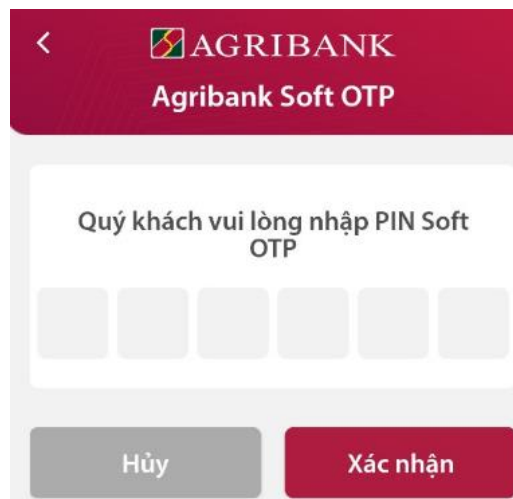 AGRIBANK
Agribank Soft OTP
Quý khách vui lòng nhập PIN Soft
OTP
Hủy
Xác nhận